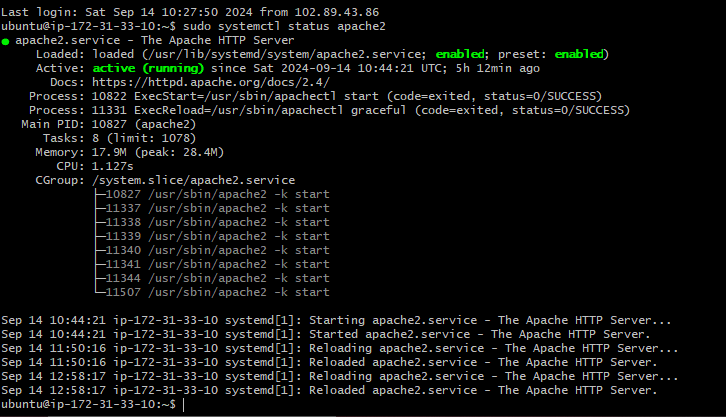 Last login: Sat Sep 14 10:27:50 2024 from 102.89.43.86
ubuntu@ip-172-31-33-10:~$ sudo systemctl status apache2
● apache2.service - The Apache HTTP Server
     Loaded: loaded (/usr/lib/systemd/system/apache2.service; enabled; preset: enabled)
     Active: active (running) since Sat 2024-09-14 10:44:21 UTC; 5h 12min ago
       Docs: https://httpd.apache.org/docs/2.4/
    Process: 10822 ExecStart=/usr/sbin/apachectl start (code=exited, status=0/SUCCESS)
    Process: 11331 ExecReload=/usr/sbin/apachectl graceful (code=exited, status=0/SUCCESS)
   Main PID: 10827 (apache2)
      Tasks: 8 (limit: 1078)
     Memory: 17.9M (peak: 28.4M)
        CPU: 1.127s
     CGroup: /system.slice/apache2.service
             ├─10827 /usr/sbin/apache2 -k start
             ├─11337 /usr/sbin/apache2 -k start
             ├─11338 /usr/sbin/apache2 -k start
             ├─11339 /usr/sbin/apache2 -k start
             ├─11340 /usr/sbin/apache2 -k start
             ├─11341 /usr/sbin/apache2 -k start
             ├─11344 /usr/sbin/apache2 -k start
             └─11507 /usr/sbin/apache2 -k start

Sep 14 10:44:21 ip-172-31-33-10 systemd[1]: Starting apache2.service - The Apache HTTP Server...
Sep 14 10:44:21 ip-172-31-33-10 systemd[1]: Started apache2.service - The Apache HTTP Server.
Sep 14 11:50:16 ip-172-31-33-10 systemd[1]: Reloading apache2.service - The Apache HTTP Server...
Sep 14 11:50:16 ip-172-31-33-10 systemd[1]: Reloaded apache2.service - The Apache HTTP Server.
Sep 14 12:58:17 ip-172-31-33-10 systemd[1]: Reloading apache2.service - The Apache HTTP Server...
Sep 14 12:58:17 ip-172-31-33-10 systemd[1]: Reloaded apache2.service - The Apache HTTP Server.
ubuntu@ip-172-31-33-10:~$